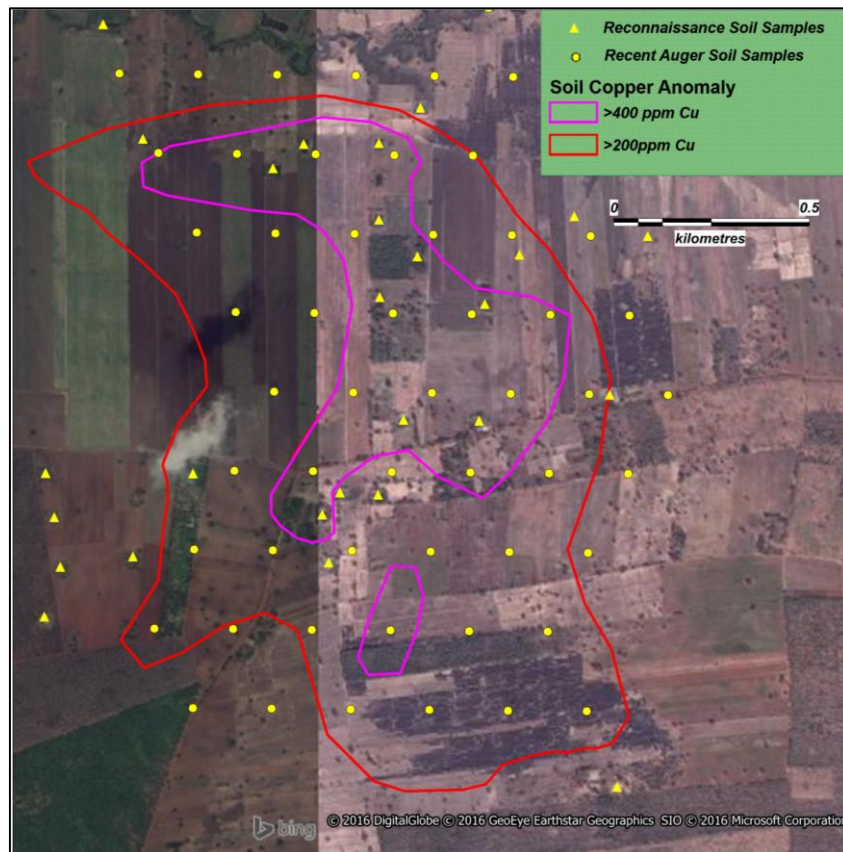 Reconnaissance Soil Samples
Recent Auger Soil Samples
Soil Copper Anomaly
>400 ppm Cu
>200ppm Cu
0 0.5
kilometres
bing © 2016 DigitalGlobe © 2016 GeoEye Earthstar Geographics SIO © 2016 Microsoft Corporation